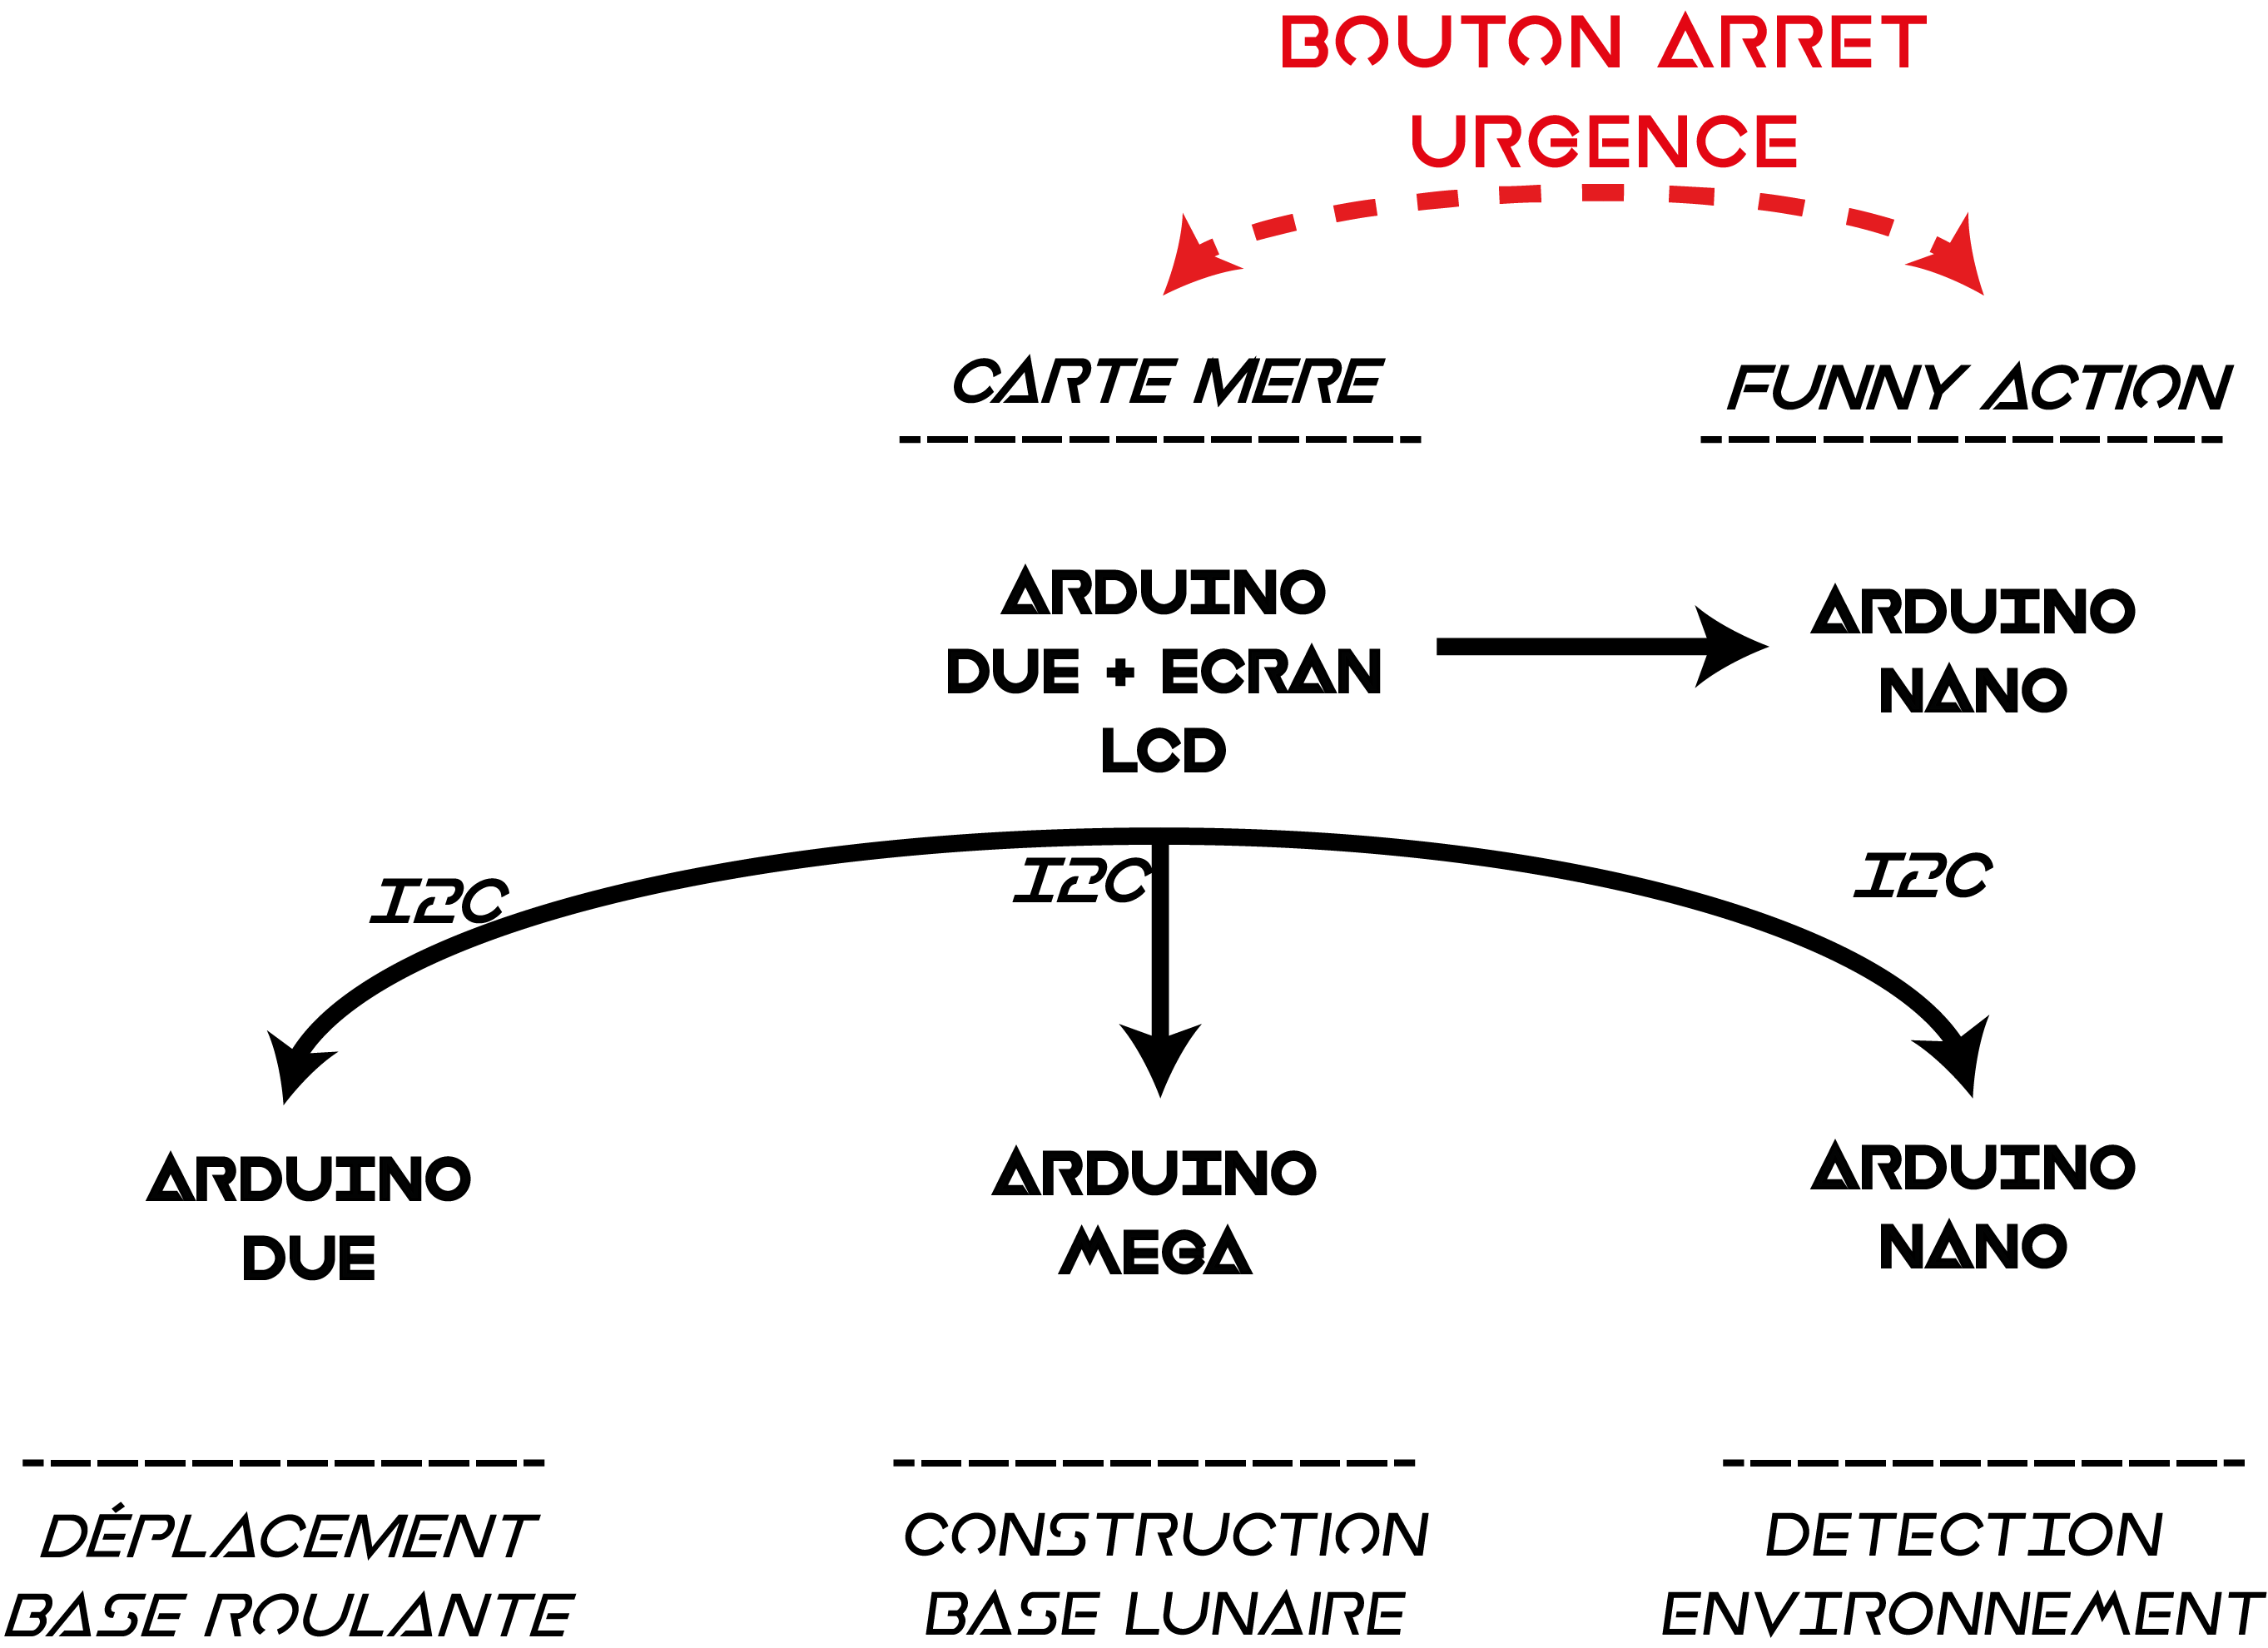 BOUTON ARRET
URGENCE
CARTE MERE
FUNNY ACTION
ARDUINO
DUE + ECRAN
LCD
ARDUINO
NANO
I2C
I2C
I2C
ARDUINO
DUE
ARDUINO
MEGA
ARDUINO
NANO
DÉPLACEMENT
BASE ROULANTE
CONSTRUCTION
BASE LUNAIRE
DETECTION
ENVIRONNEMENT